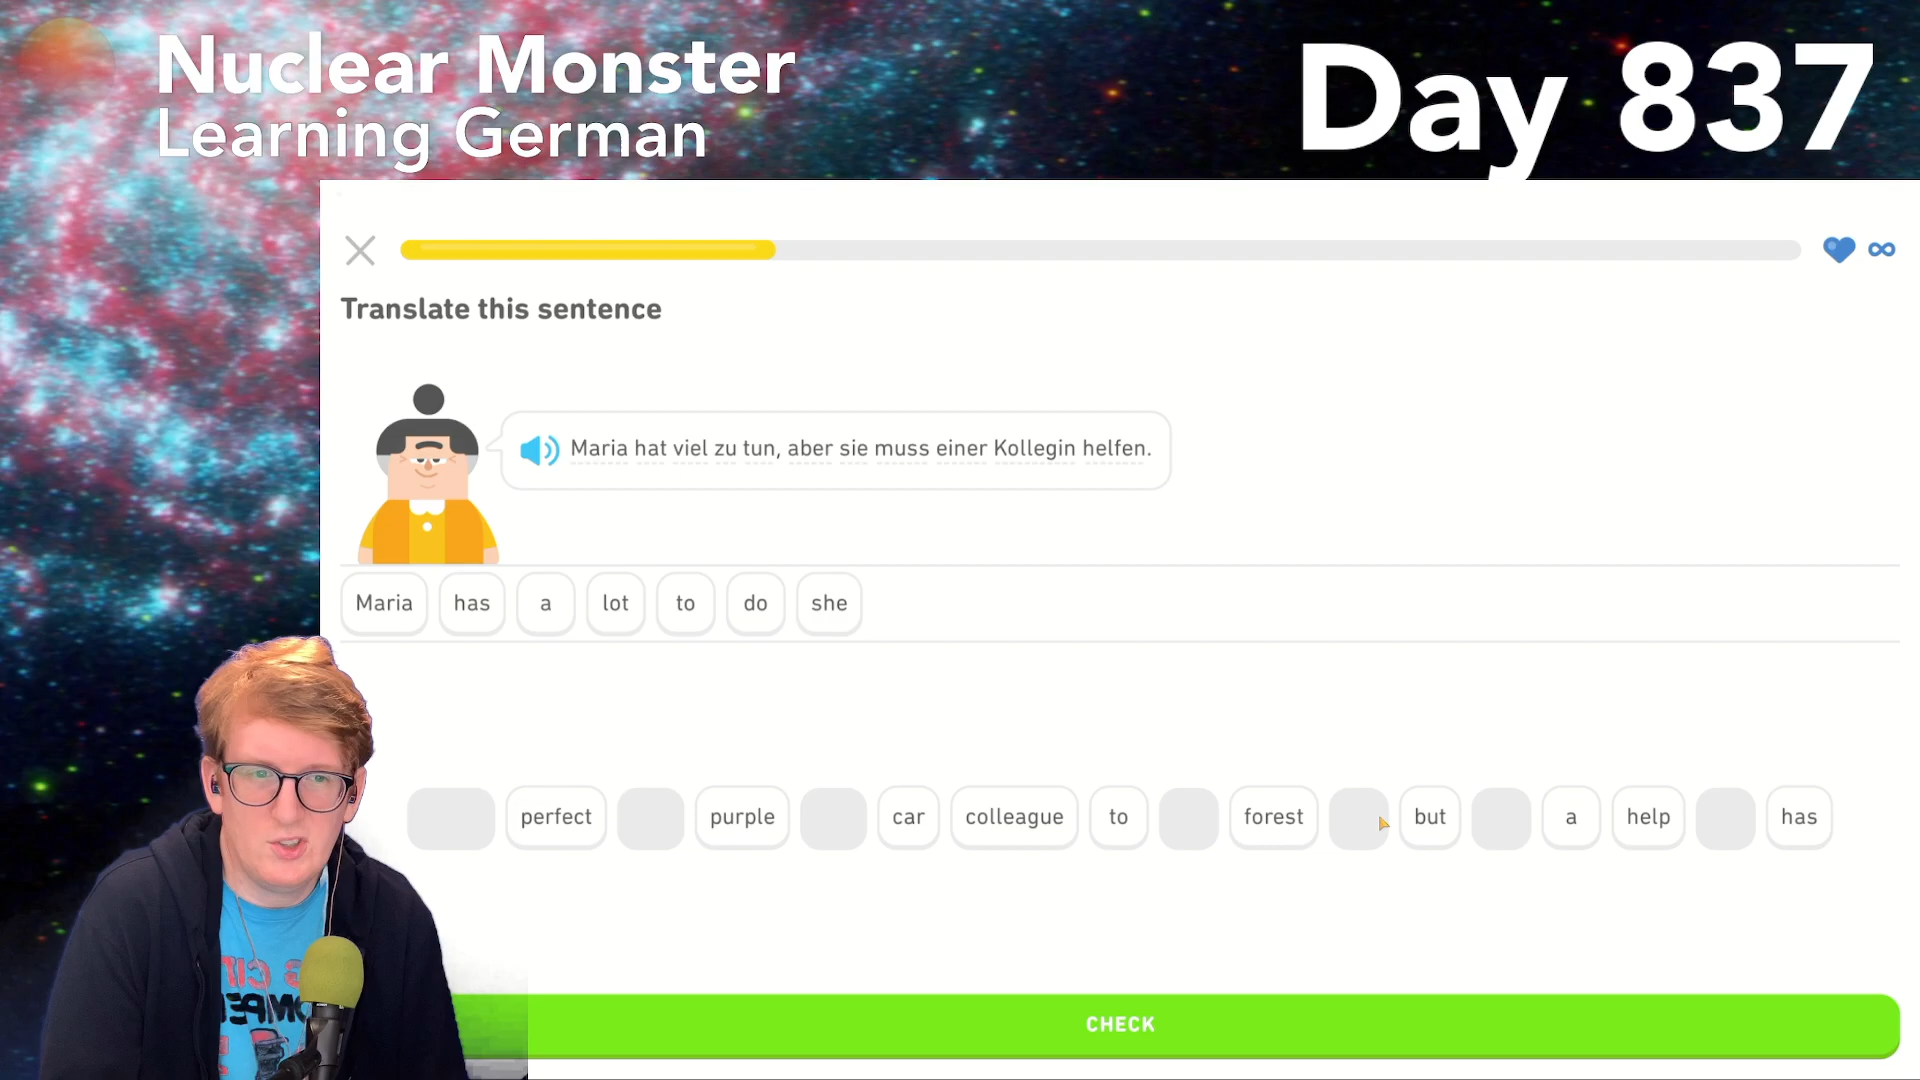 Nuclear Monster
Learning German
Day 837
Translate this sentence
Maria hat viel zu tun, aber sie muss einer Kollegin helfen.
Maria has a lot to do she
perfect purple car colleague to forest but a help has
CHECK